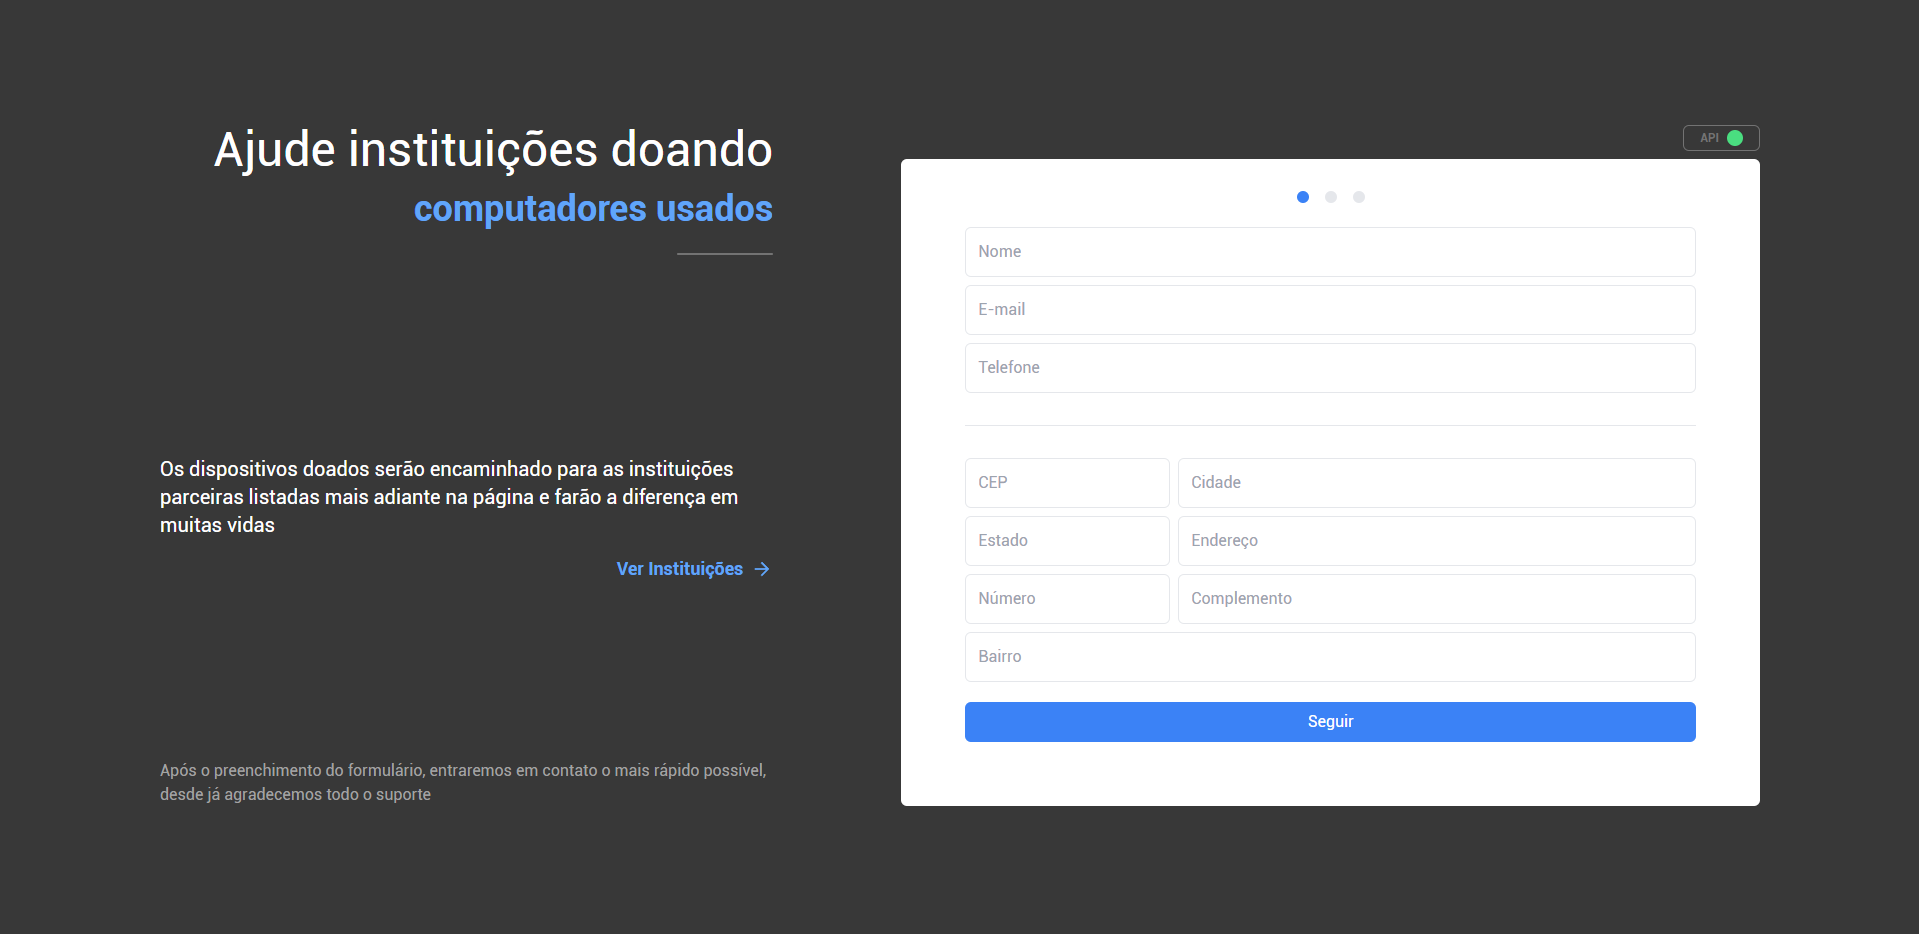 Ajude instituições doando
computadores usados
Os dispositivos doados serão encaminhado para as instituições
parceiras listadas mais adiante na página e farão a diferença em
muitas vidas
Ver Instituições
Após o preenchimento do formulário, entraremos em contato o mais rápido possível,
desde já agradecemos todo o suporte
API
Nome
E-mail
Telefone
CEP
Cidade
Estado
Endereço
Número
Complemento
Bairro
Seguir